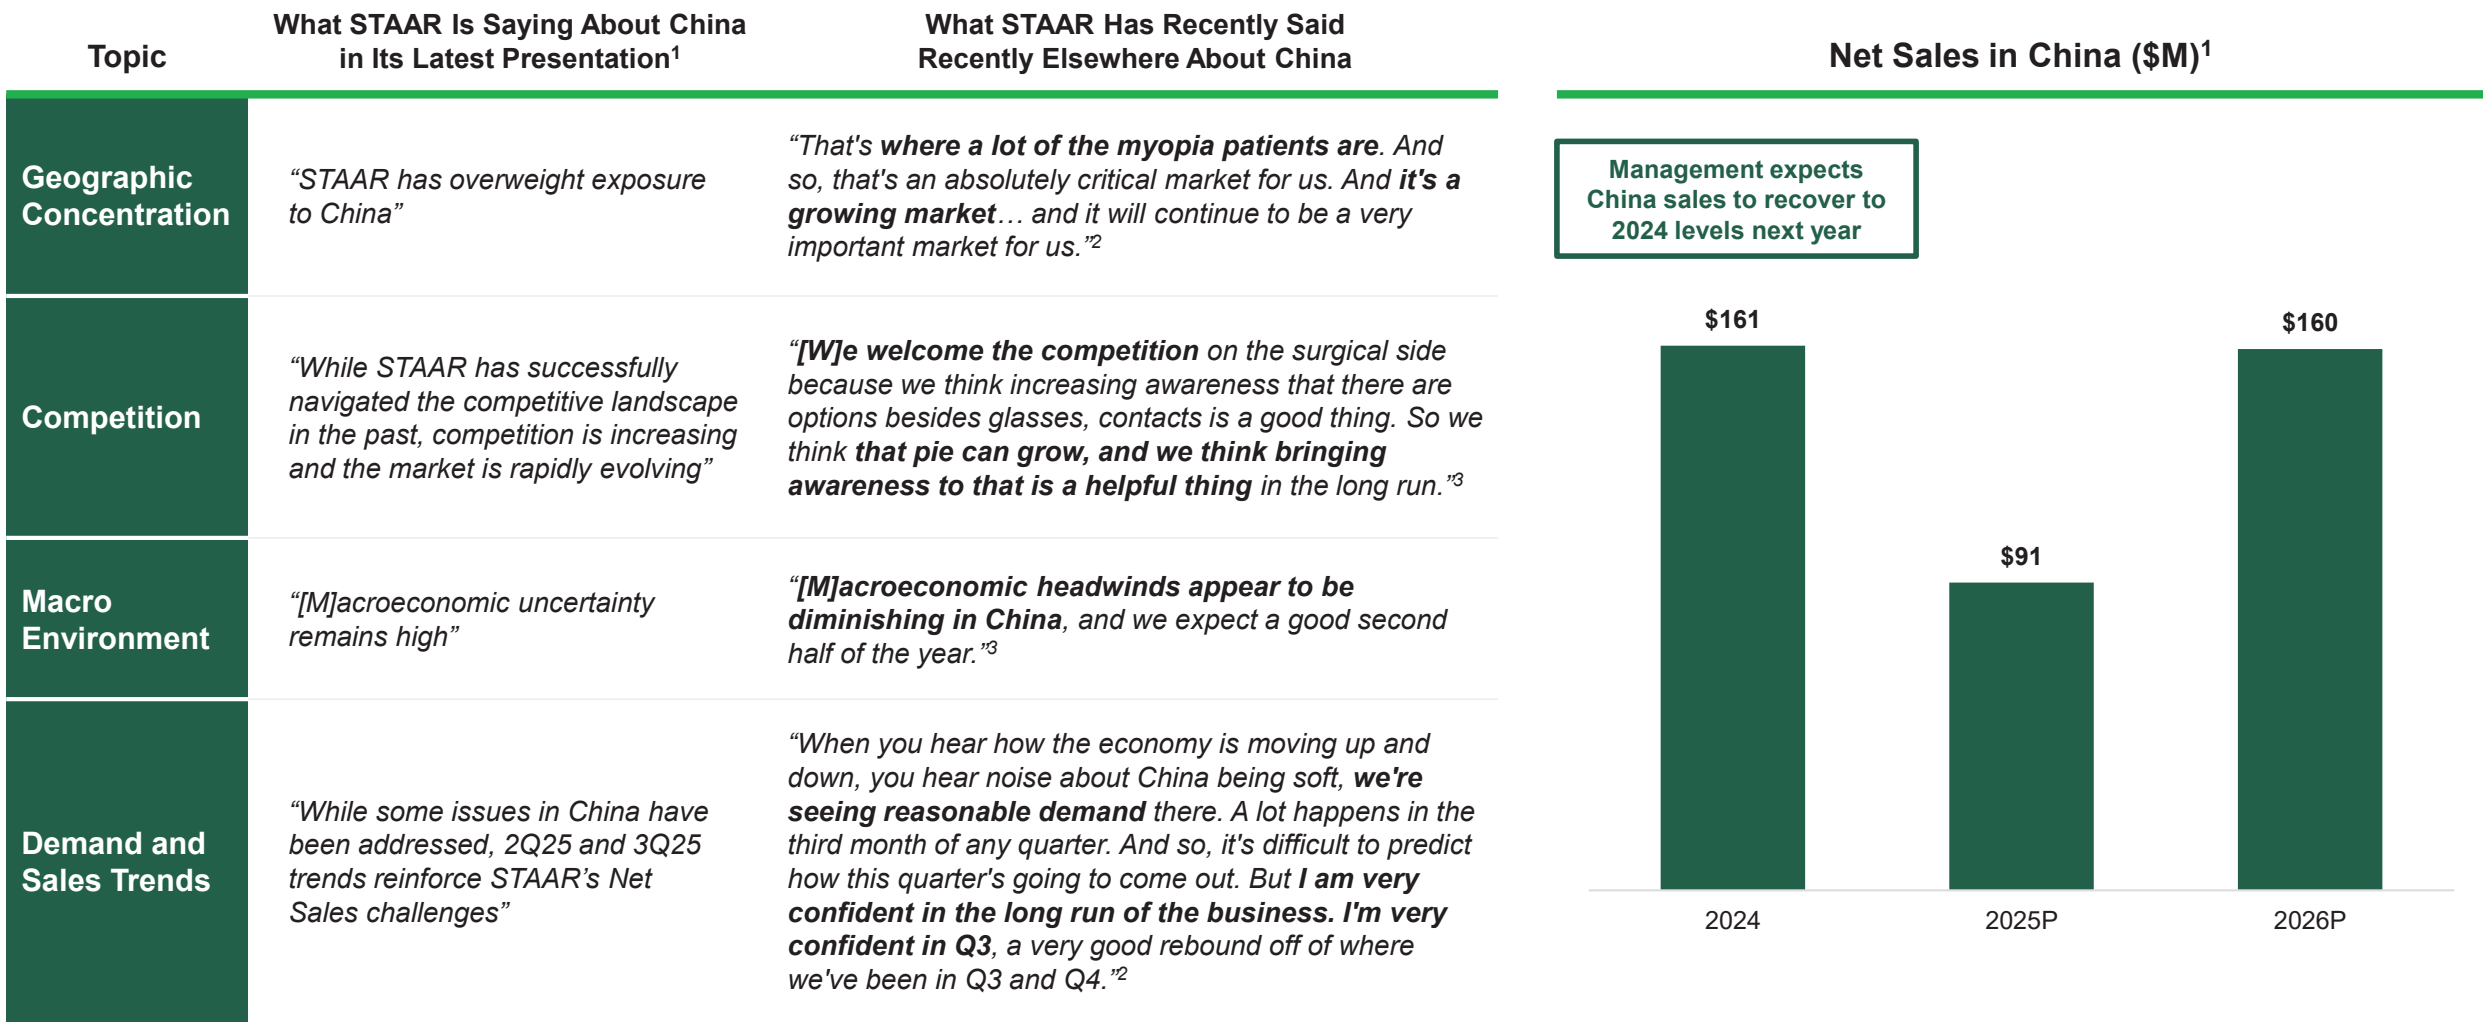 Topic
What STAAR Is Saying About China
in Its Latest Presentation1
What STAAR Has Recently Said
Recently Elsewhere About China
Geographic
Concentration
“STAAR has overweight exposure
to China”
“That's where a lot of the myopia patients are. And
so, that's an absolutely critical market for us. And it's a
growing market… and it will continue to be a very
important market for us.”2
Competition
“While STAAR has successfully
navigated the competitive landscape
in the past, competition is increasing
and the market is rapidly evolving”
“[W]e welcome the competition on the surgical side
because we think increasing awareness that there are
options besides glasses, contacts is a good thing. So we
think that pie can grow, and we think bringing
awareness to that is a helpful thing in the long run.”3
Macro
Environment
“[M]acroeconomic uncertainty
remains high”
“[M]acroeconomic headwinds appear to be
diminishing in China, and we expect a good second
half of the year.”3
Demand and
Sales Trends
“While some issues in China have
been addressed, 2Q25 and 3Q25
trends reinforce STAAR’s Net
Sales challenges”
“When you hear how the economy is moving up and
down, you hear noise about China being soft, we're
seeing reasonable demand there. A lot happens in the
third month of any quarter. And so, it's difficult to predict
how this quarter's going to come out. But I am very
confident in the long run of the business. I'm very
confident in Q3, a very good rebound off of where
we've been in Q3 and Q4.”2
Net Sales in China ($M)1
Management expects
China sales to recover to
2024 levels next year
$161
$91
$160
2024
2025P
2026P